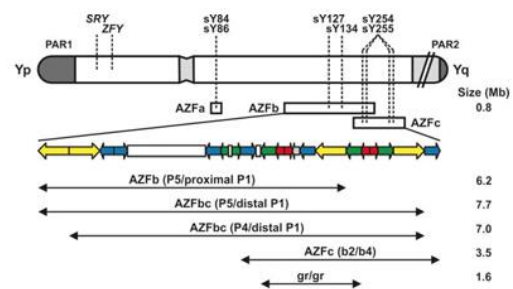 SRY
ZFY
sY84
sY86
sY127
sY134
sY254
sY255
PAR1
PAR2
Yp
Yq
Size (Mb)
AZFa
AZFb
0.8
AZFc
AZFb (P5/proximal P1)
6.2
AZFbc (P5/distal P1)
7.7
AZFbc (P4/distal P1)
7.0
AZFc (b2/b4)
3.5
gr/gr
1.6